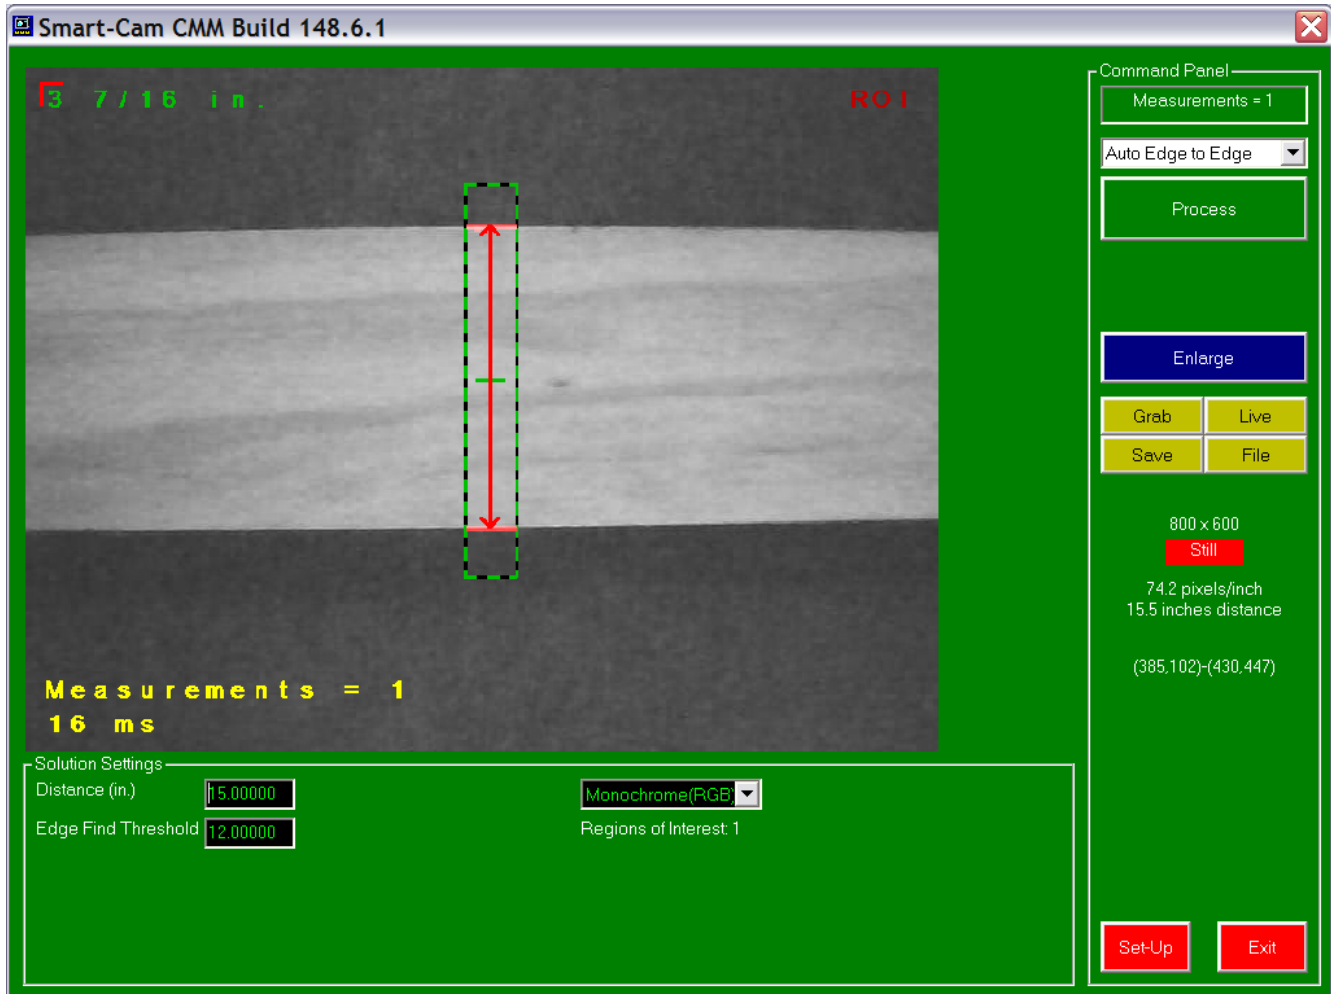 Smart-Cam CMM Build 148.6.1
3 7/16 in.
ROI
Measurements = 1
16 ms
Command Panel
Measurements = 1
Auto Edge to Edge
Process
Enlarge
Grab
Live
Save
File
800 x 600
Still
74.2 pixels/inch
15.5 inches distance
(385,102)-(430,447)
Solution Settings
Distance (in.)
15.00000
Monochrome(RGB)
Edge Find Threshold
12.00000
Regions of Interest: 1
Set-Up
Exit